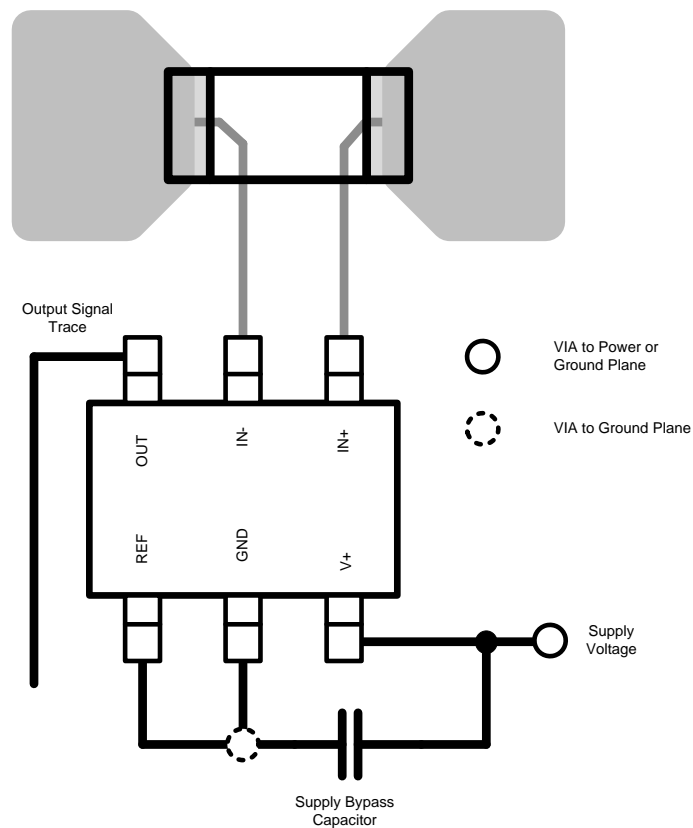 Output Signal
Trace
VIA to Power or
Ground Plane
VIA to Ground Plane
OUT
IN-
IN+
REF
GND
V+
Supply
Voltage
Supply Bypass
Capacitor